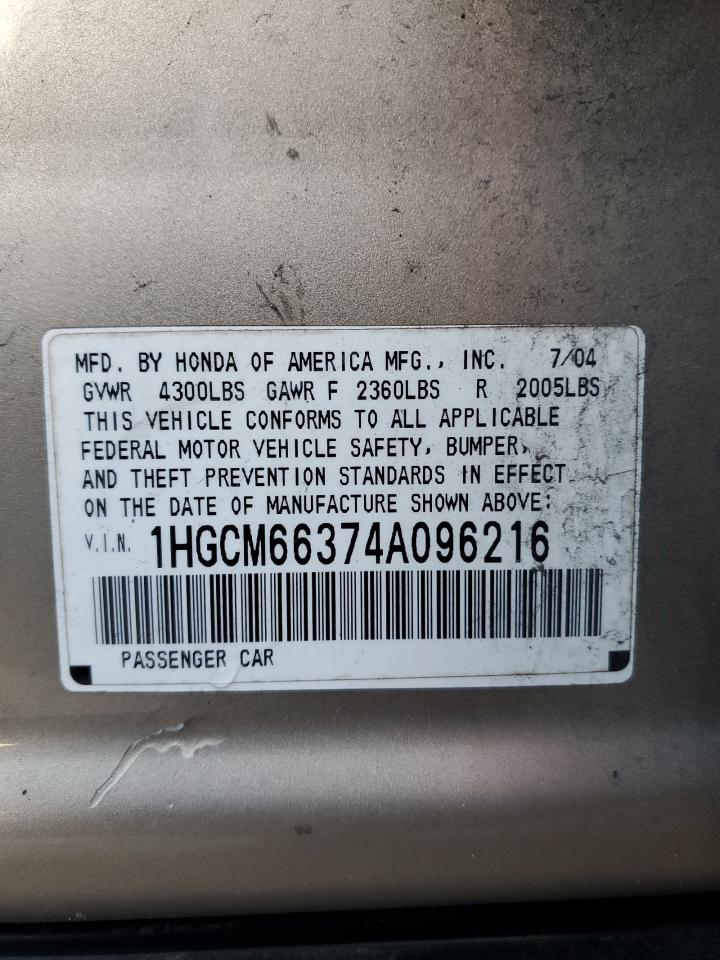 MFD. BY HONDA OF AMERICA MFG., INC. 7/04
GVWR 4300LBS GAWR F 2360LBS R 2005LBS
THIS VEHICLE CONFORMS TO ALL APPLICABLE
FEDERAL MOTOR VEHICLE SAFETY, BUMPER,
AND THEFT PREVENTION STANDARDS IN EFFECT
ON THE DATE OF MANUFACTURE SHOWN ABOVE:
V.I.N. 1HGCM66374A096216
PASSENGER CAR